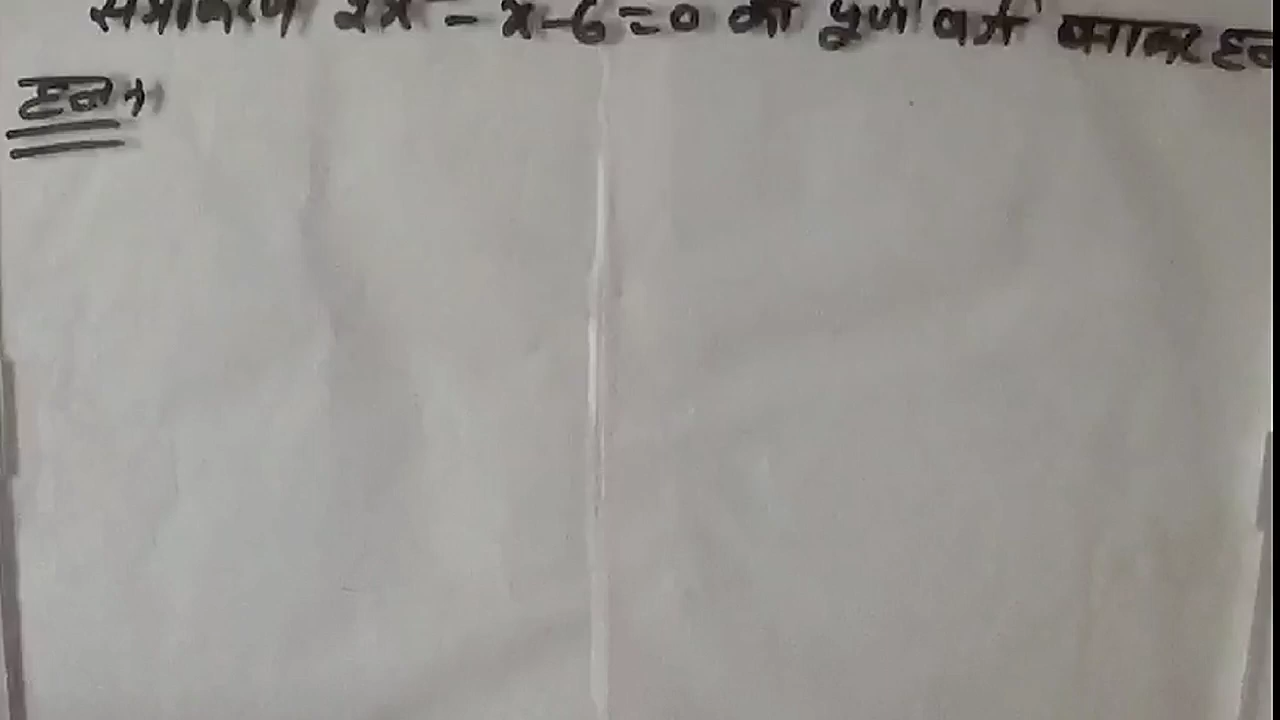 समीकरण 2x² - x - 6 = 0 को पूर्ण वर्ग बनाकर हल
हल →